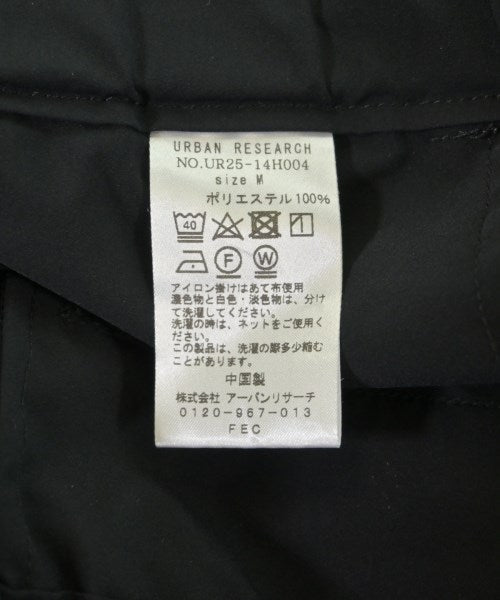 URBAN RESEARCH
NO.UR25-14H004
size M
ポリエステル100%
40
F W
アイロン掛けはあて布使用
濃色物と白色・淡色物は、分け
て洗濯してください。
洗濯の時は、ネットをご使用く
ださい。
この製品は、洗濯の際多少縮む
ことがあります。
中国製
株式会社 アーバンリサーチ
0120-967-013
FEC